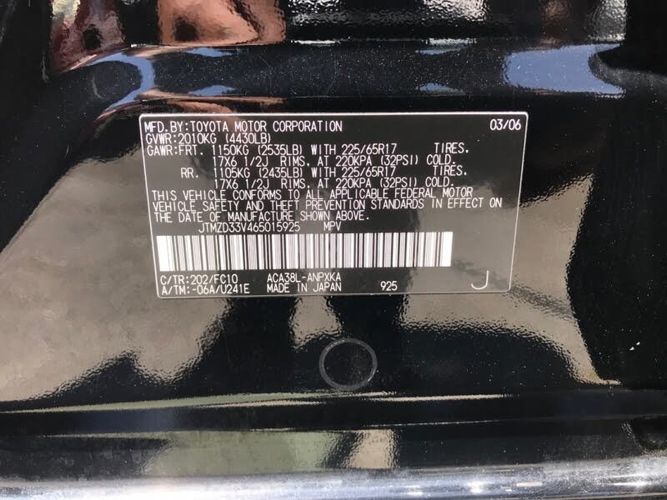 MFD.BY:TOYOTA MOTOR CORPORATION 03/06
GVWR:2010KG (4430LB)
GAWR:FRT. 1150KG (2535LB) WITH 225/65R17 TIRES.
17X6 1/2J RIMS. AT 220KPA (32PSI) COLD.
RR. 1105KG (2435LB) WITH 225/65R17 TIRES.
17X6 1/2J RIMS. AT 220KPA (32PSI) COLD.
THIS VEHICLE CONFORMS TO ALL APPLICABLE FEDERAL MOTOR
VEHICLE SAFETY AND THEFT PREVENTION STANDARDS IN EFFECT ON
THE DATE OF MANUFACTURE SHOWN ABOVE.
JTMZD33V465015925 MPV
C/TR:202/FC10 ACA38L-ANPXKA
A/TM:-06A/U241E MADE IN JAPAN 925 J